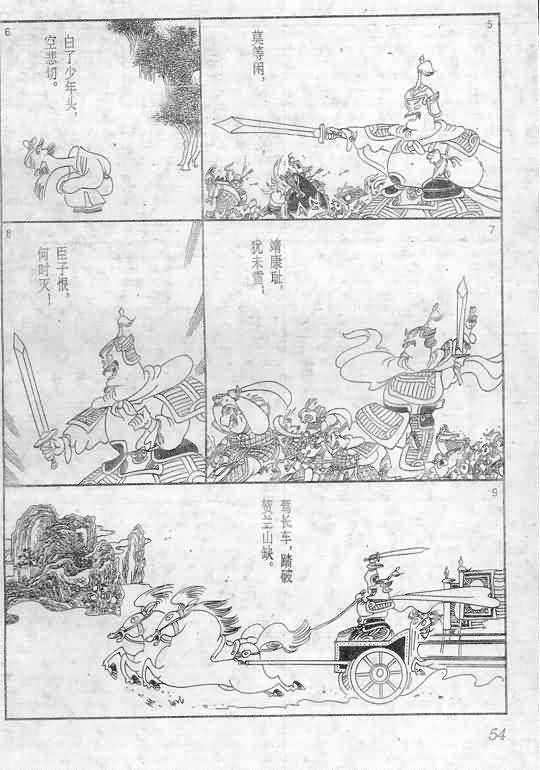 5
莫等闲，
6
白了少年头，
空悲切。
7
靖康耻，
犹未雪；
8
臣子恨，
何时灭！
9
驾长车，踏破
贺兰山缺。
54